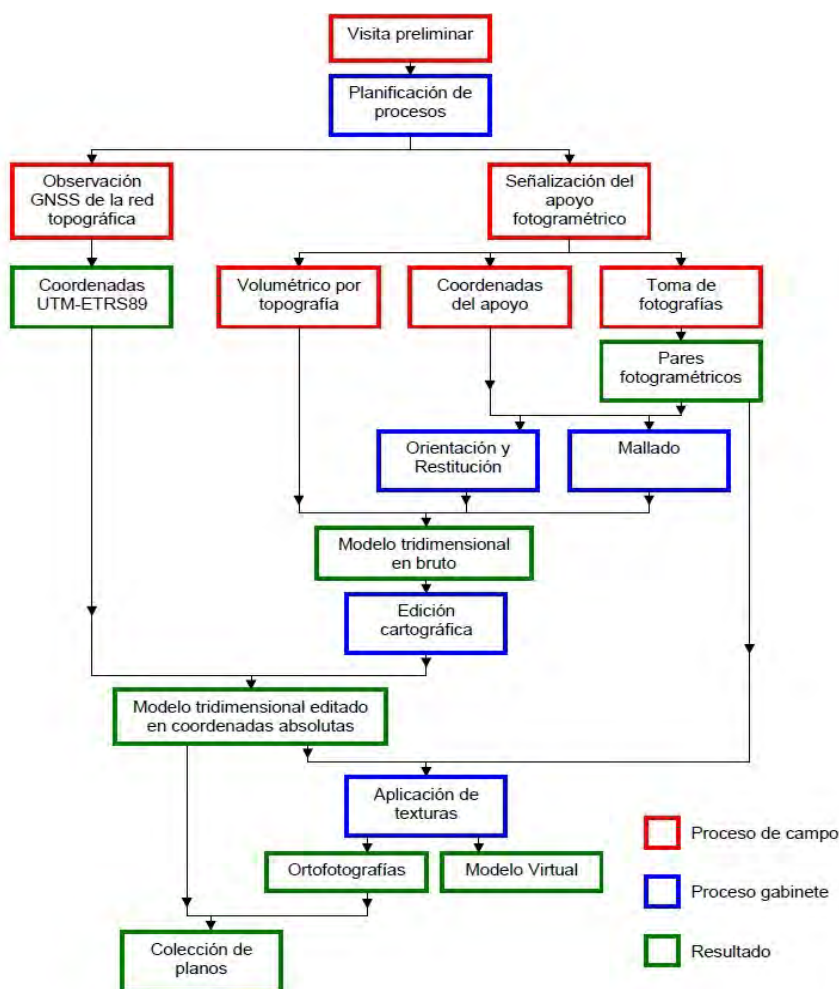 Visita preliminar
Planificación de
procesos
Observación
GNSS de la red
topográfica
Señalización del
apoyo
fotogramétrico
Coordenadas
UTM-ETRS89
Volumétrico por
topografía
Coordenadas
del apoyo
Toma de
fotografías
Pares
fotogramétricos
Orientación y
Restitución
Mallado
Modelo tridimensional
en bruto
Edición
cartográfica
Modelo tridimensional editado
en coordenadas absolutas
Aplicación de
texturas
Ortofotografías
Modelo Virtual
Colección de
planos
Proceso de campo
Proceso gabinete
Resultado